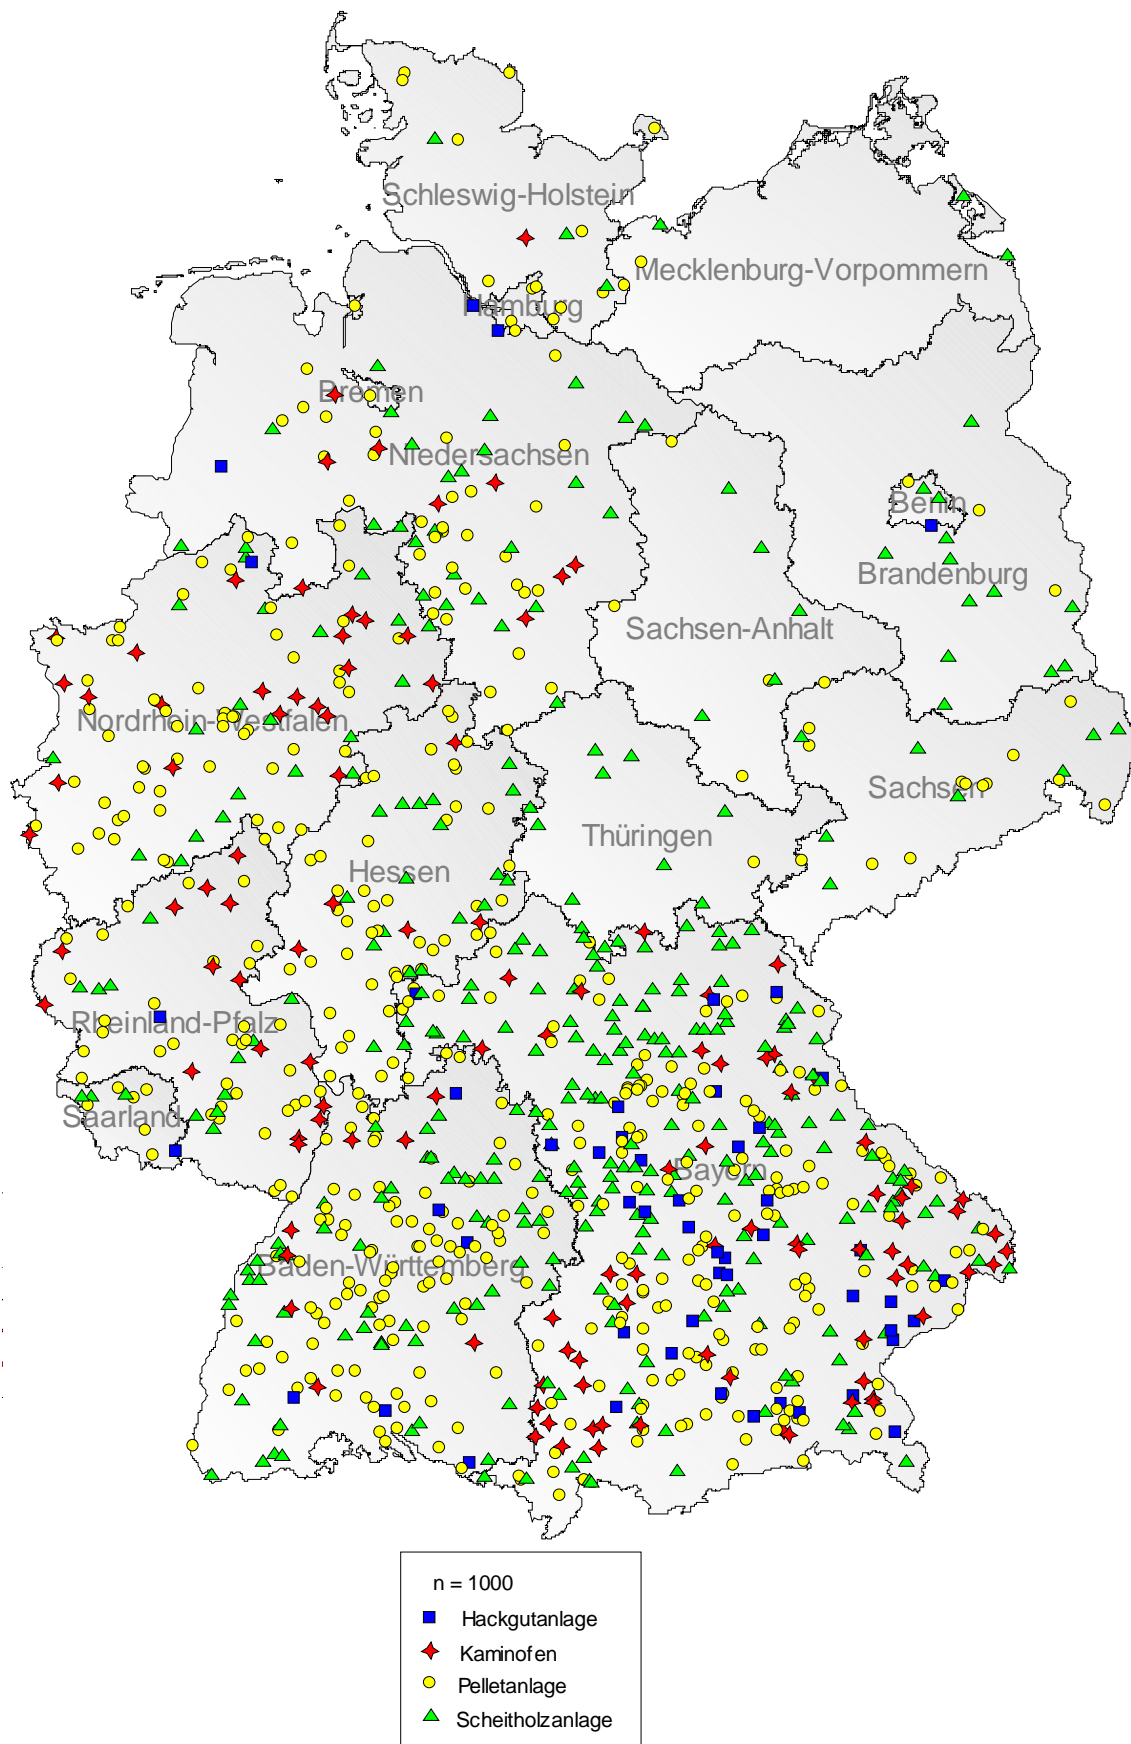 Schleswig-Holstein
Mecklenburg-Vorpommern
Hamburg
Bremen
Niedersachsen
Berlin
Brandenburg
Sachsen-Anhalt
Nordrhein-Westfalen
Sachsen
Thüringen
Hessen
Rheinland-Pfalz
Saarland
Bayern
Baden-Württemberg
n = 1000
Hackgutanlage
Kaminofen
Pelletanlage
Scheitholzanlage